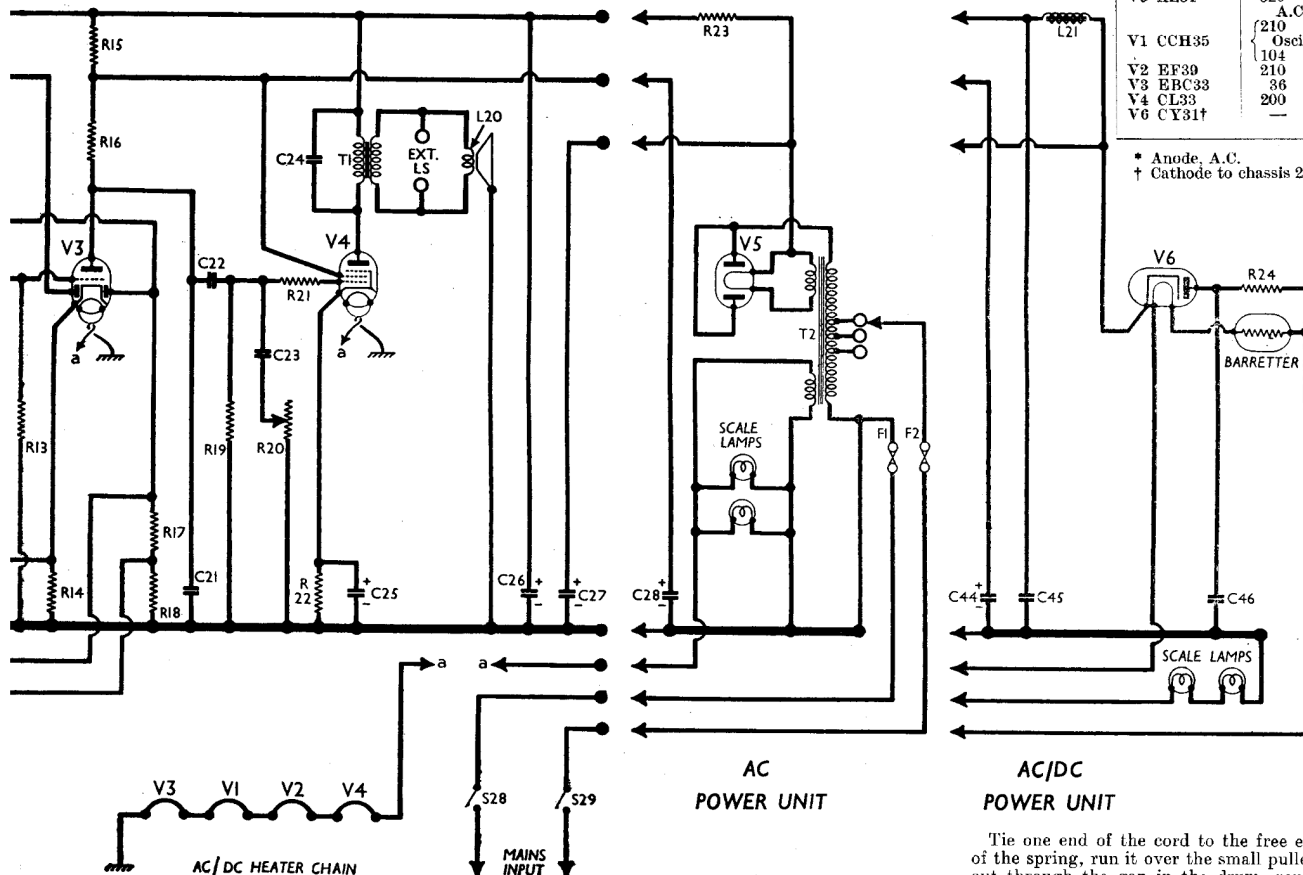 R15
R23
L21
A.C
210
V1 CCH35
Osci
104
V2 EF39 210
V3 EBC33 36
V4 CL33 200
V6 CY31† —
* Anode, A.C.
† Cathode to chassis 2
R16
C24
T1
EXT.
LS
L20
V3
C22
V4
V5
V6
R21
R24
a
C23
a
T2
BARRETTER
R13
R19
R20
SCALE
LAMPS
F1
F2
R17
R14
C21
R18
R
22
+
C25
–
C26
+
–
+
C27
–
C28
+
–
C44
+
–
C45
C46
a
a
SCALE LAMPS
V3
V1
V2
V4
S28
S29
AC/DC HEATER CHAIN
MAINS
INPUT
AC
POWER UNIT
AC/DC
POWER UNIT
Tie one end of the cord to the free e
of the spring, run it over the small pulle